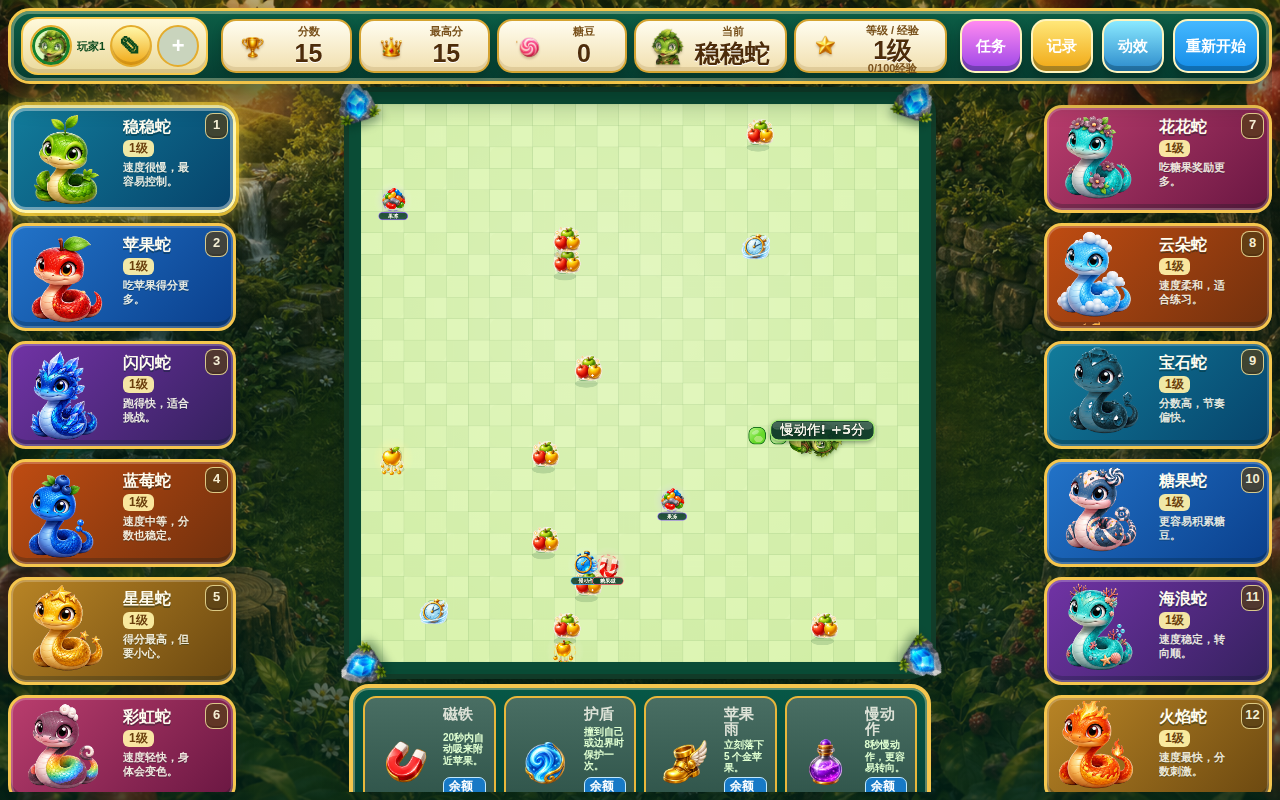 玩家1
+
分数
15
最高分
15
糖豆
0
当前
稳稳蛇
等级 / 经验
1级
0/100经验
任务
记录
动效
重新开始
稳稳蛇
1
1级
速度很慢，最
容易控制。
苹果蛇
2
1级
吃苹果得分更
多。
闪闪蛇
3
1级
跑得快，适合
挑战。
蓝莓蛇
4
1级
速度中等，分
数也稳定。
星星蛇
5
1级
得分最高，但
要小心。
彩虹蛇
6
1级
速度轻快，身
体会变色。
果冻
慢动作! +5分
果冻
慢动作
糖果磁
磁铁
20秒内自
动吸来附
近苹果。
余额
护盾
撞到自己
或边界时
保护一
次。
余额
苹果
雨
立刻落下
5 个金苹
果。
余额
慢动
作
8秒慢动
作，更容
易转向。
余额
花花蛇
7
1级
吃糖果奖励更
多。
云朵蛇
8
1级
速度柔和，适
合练习。
宝石蛇
9
1级
分数高，节奏
偏快。
糖果蛇
10
1级
更容易积累糖
豆。
海浪蛇
11
1级
速度稳定，转
向顺。
火焰蛇
12
1级
速度最快，分
数刺激。